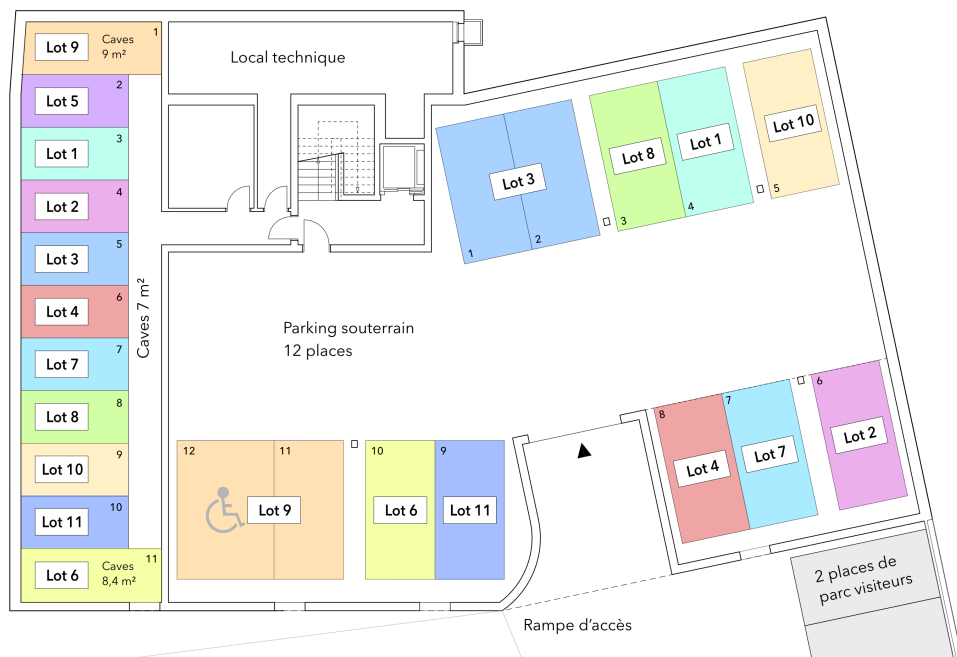 Lot 9
Caves
9 m²
1
Lot 5
2
Lot 1
3
Lot 2
4
Lot 3
5
Lot 4
6
Lot 7
7
Lot 8
8
Lot 10
9
Lot 11
10
Lot 6
Caves
8,4 m²
11
Caves 7 m²
Local technique
Parking souterrain
12 places
Lot 3
1
2
Lot 8
3
Lot 1
4
Lot 10
5
12
11
Lot 9
10
Lot 6
9
Lot 11
8
Lot 4
7
Lot 7
6
Lot 2
2 places de
parc visiteurs
Rampe d'accès